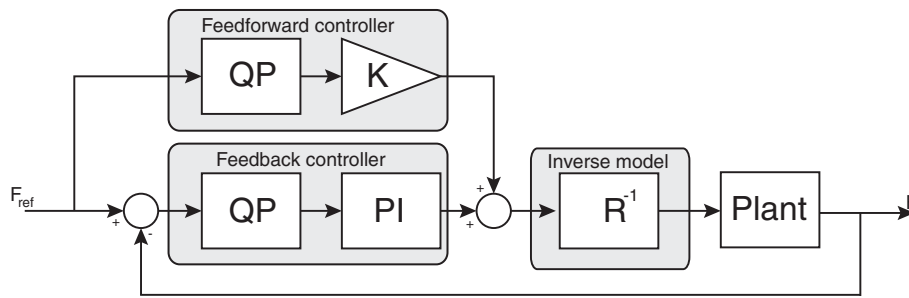 Feedforward controller
QP
K
Feedback controller
F_ref
+
-
QP
PI
+
+
Inverse model
R^-1
Plant